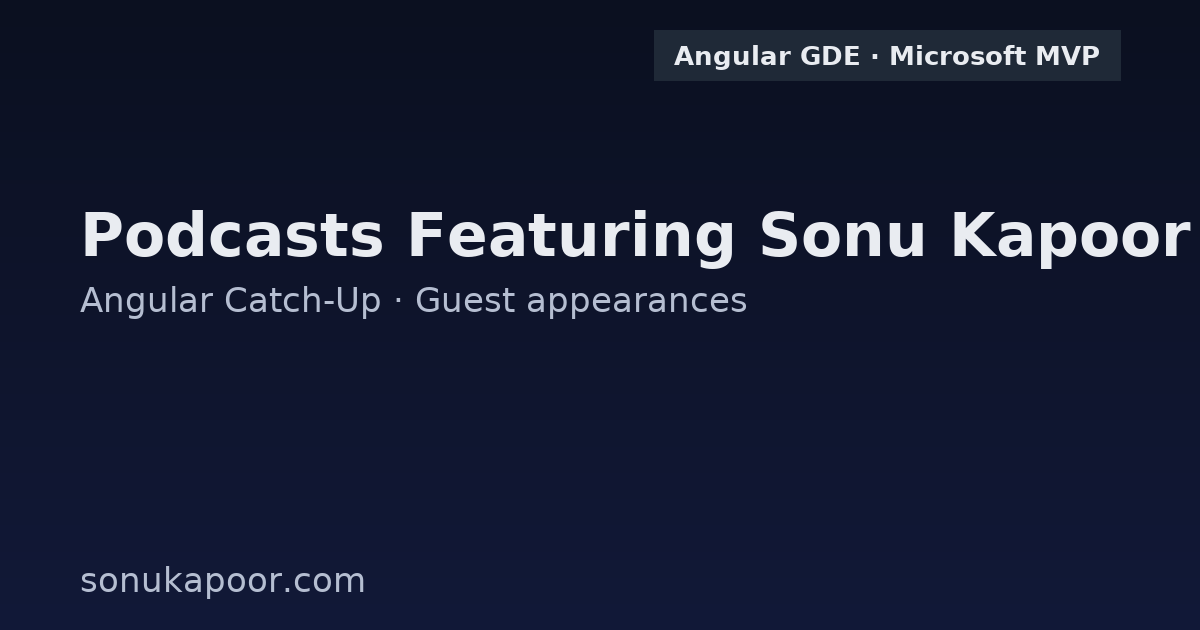 Angular GDE · Microsoft MVP
Podcasts Featuring Sonu Kapoor
Angular Catch-Up · Guest appearances
sonukapoor.com